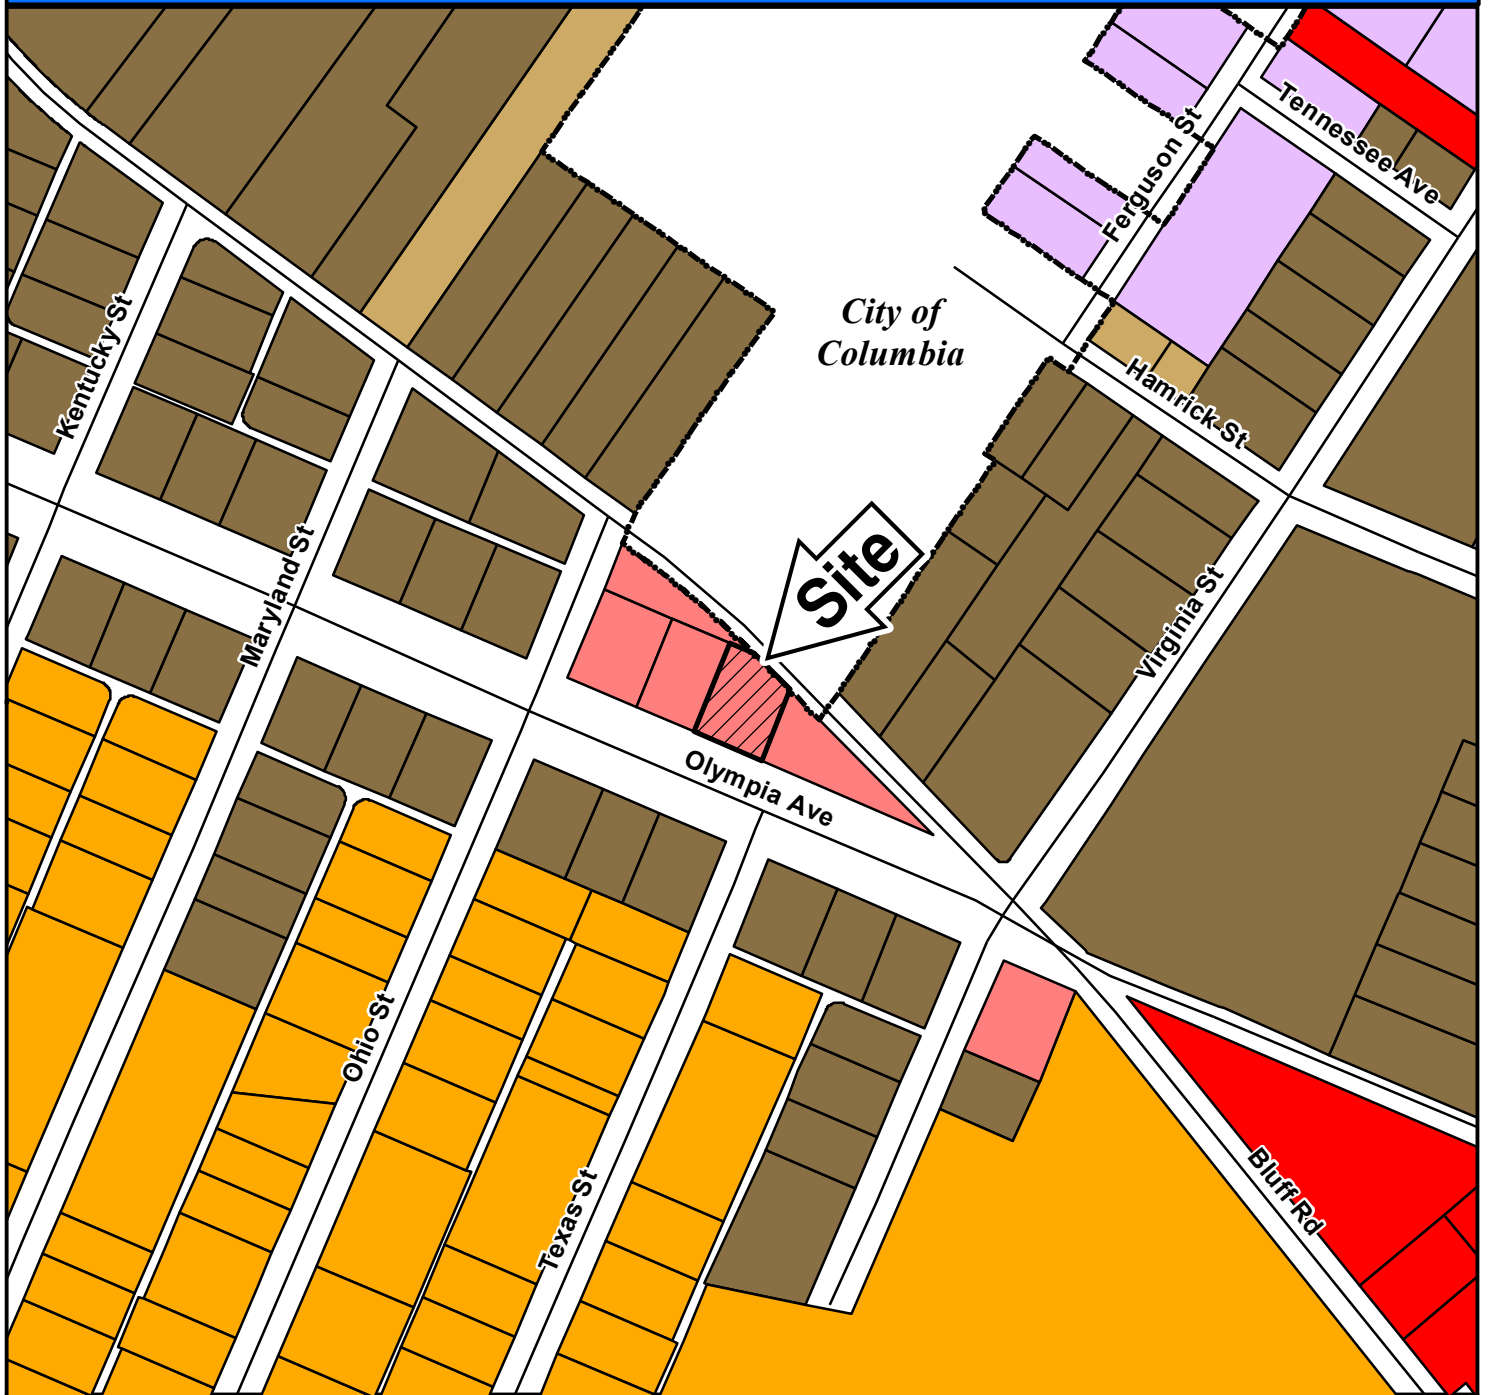 Tennessee Ave
Ferguson St
City of
Columbia
Kentucky St
Hamrick St
Site
Maryland St
Virginia St
Olympia Ave
Ohio St
Texas St
Bluff Rd